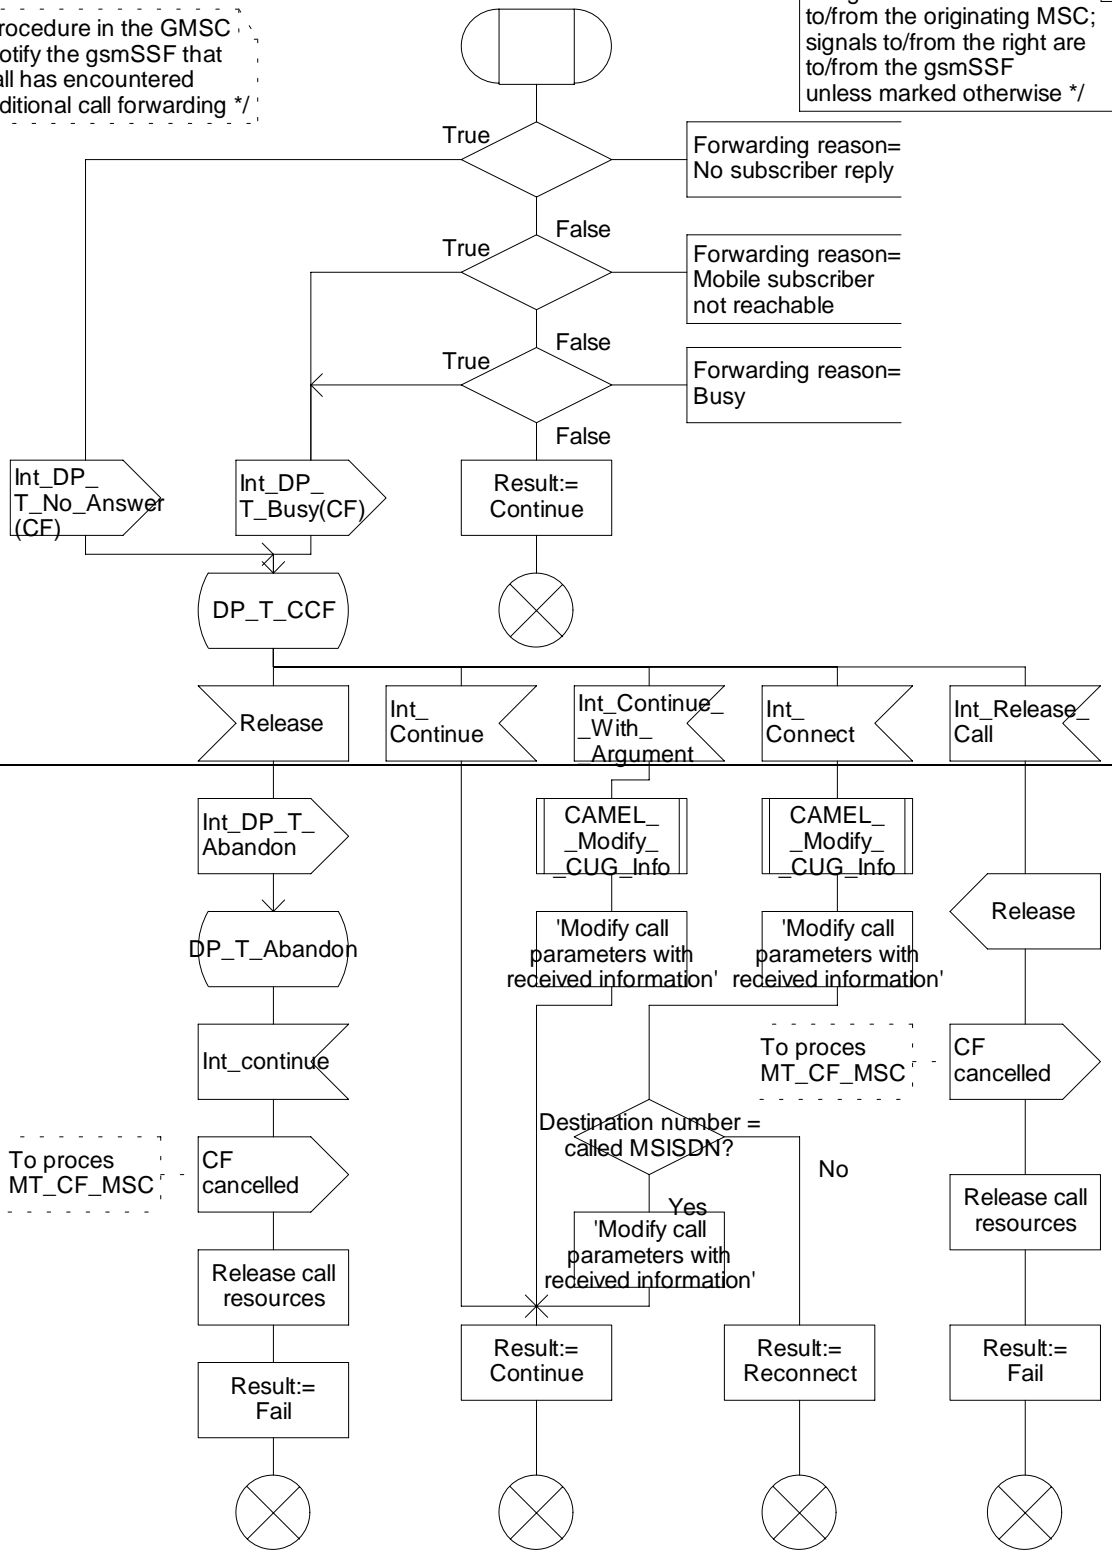 rocedure in the GMSC
otify the gsmSSF that
all has encountered
ditional call forwarding */
to/from the originating MSC;
signals to/from the right are
to/from the gsmSSF
unless marked otherwise */
True
Forwarding reason=
No subscriber reply
False
True
Forwarding reason=
Mobile subscriber
not reachable
False
True
Forwarding reason=
Busy
False
Int_DP_
T_No_Answer
(CF)
Int_DP_
T_Busy(CF)
Result:=
Continue
DP_T_CCF
Release
Int_
Continue
Int_Continue_
_With_
_Argument
Int_
Connect
Int_Release_
Call
Int_DP_T_
Abandon
CAMEL_
_Modify_
_CUG_Info
CAMEL_
_Modify_
_CUG_Info
Release
DP_T_Abandon
'Modify call
parameters with
received information'
'Modify call
parameters with
received information'
Int_continue
To proces
MT_CF_MSC
CF
cancelled
Destination number =
called MSISDN?
To proces
MT_CF_MSC
CF
cancelled
No
Yes
'Modify call
parameters with
received information'
Release call
resources
Release call
resources
Result:=
Continue
Result:=
Reconnect
Result:=
Fail
Result:=
Fail